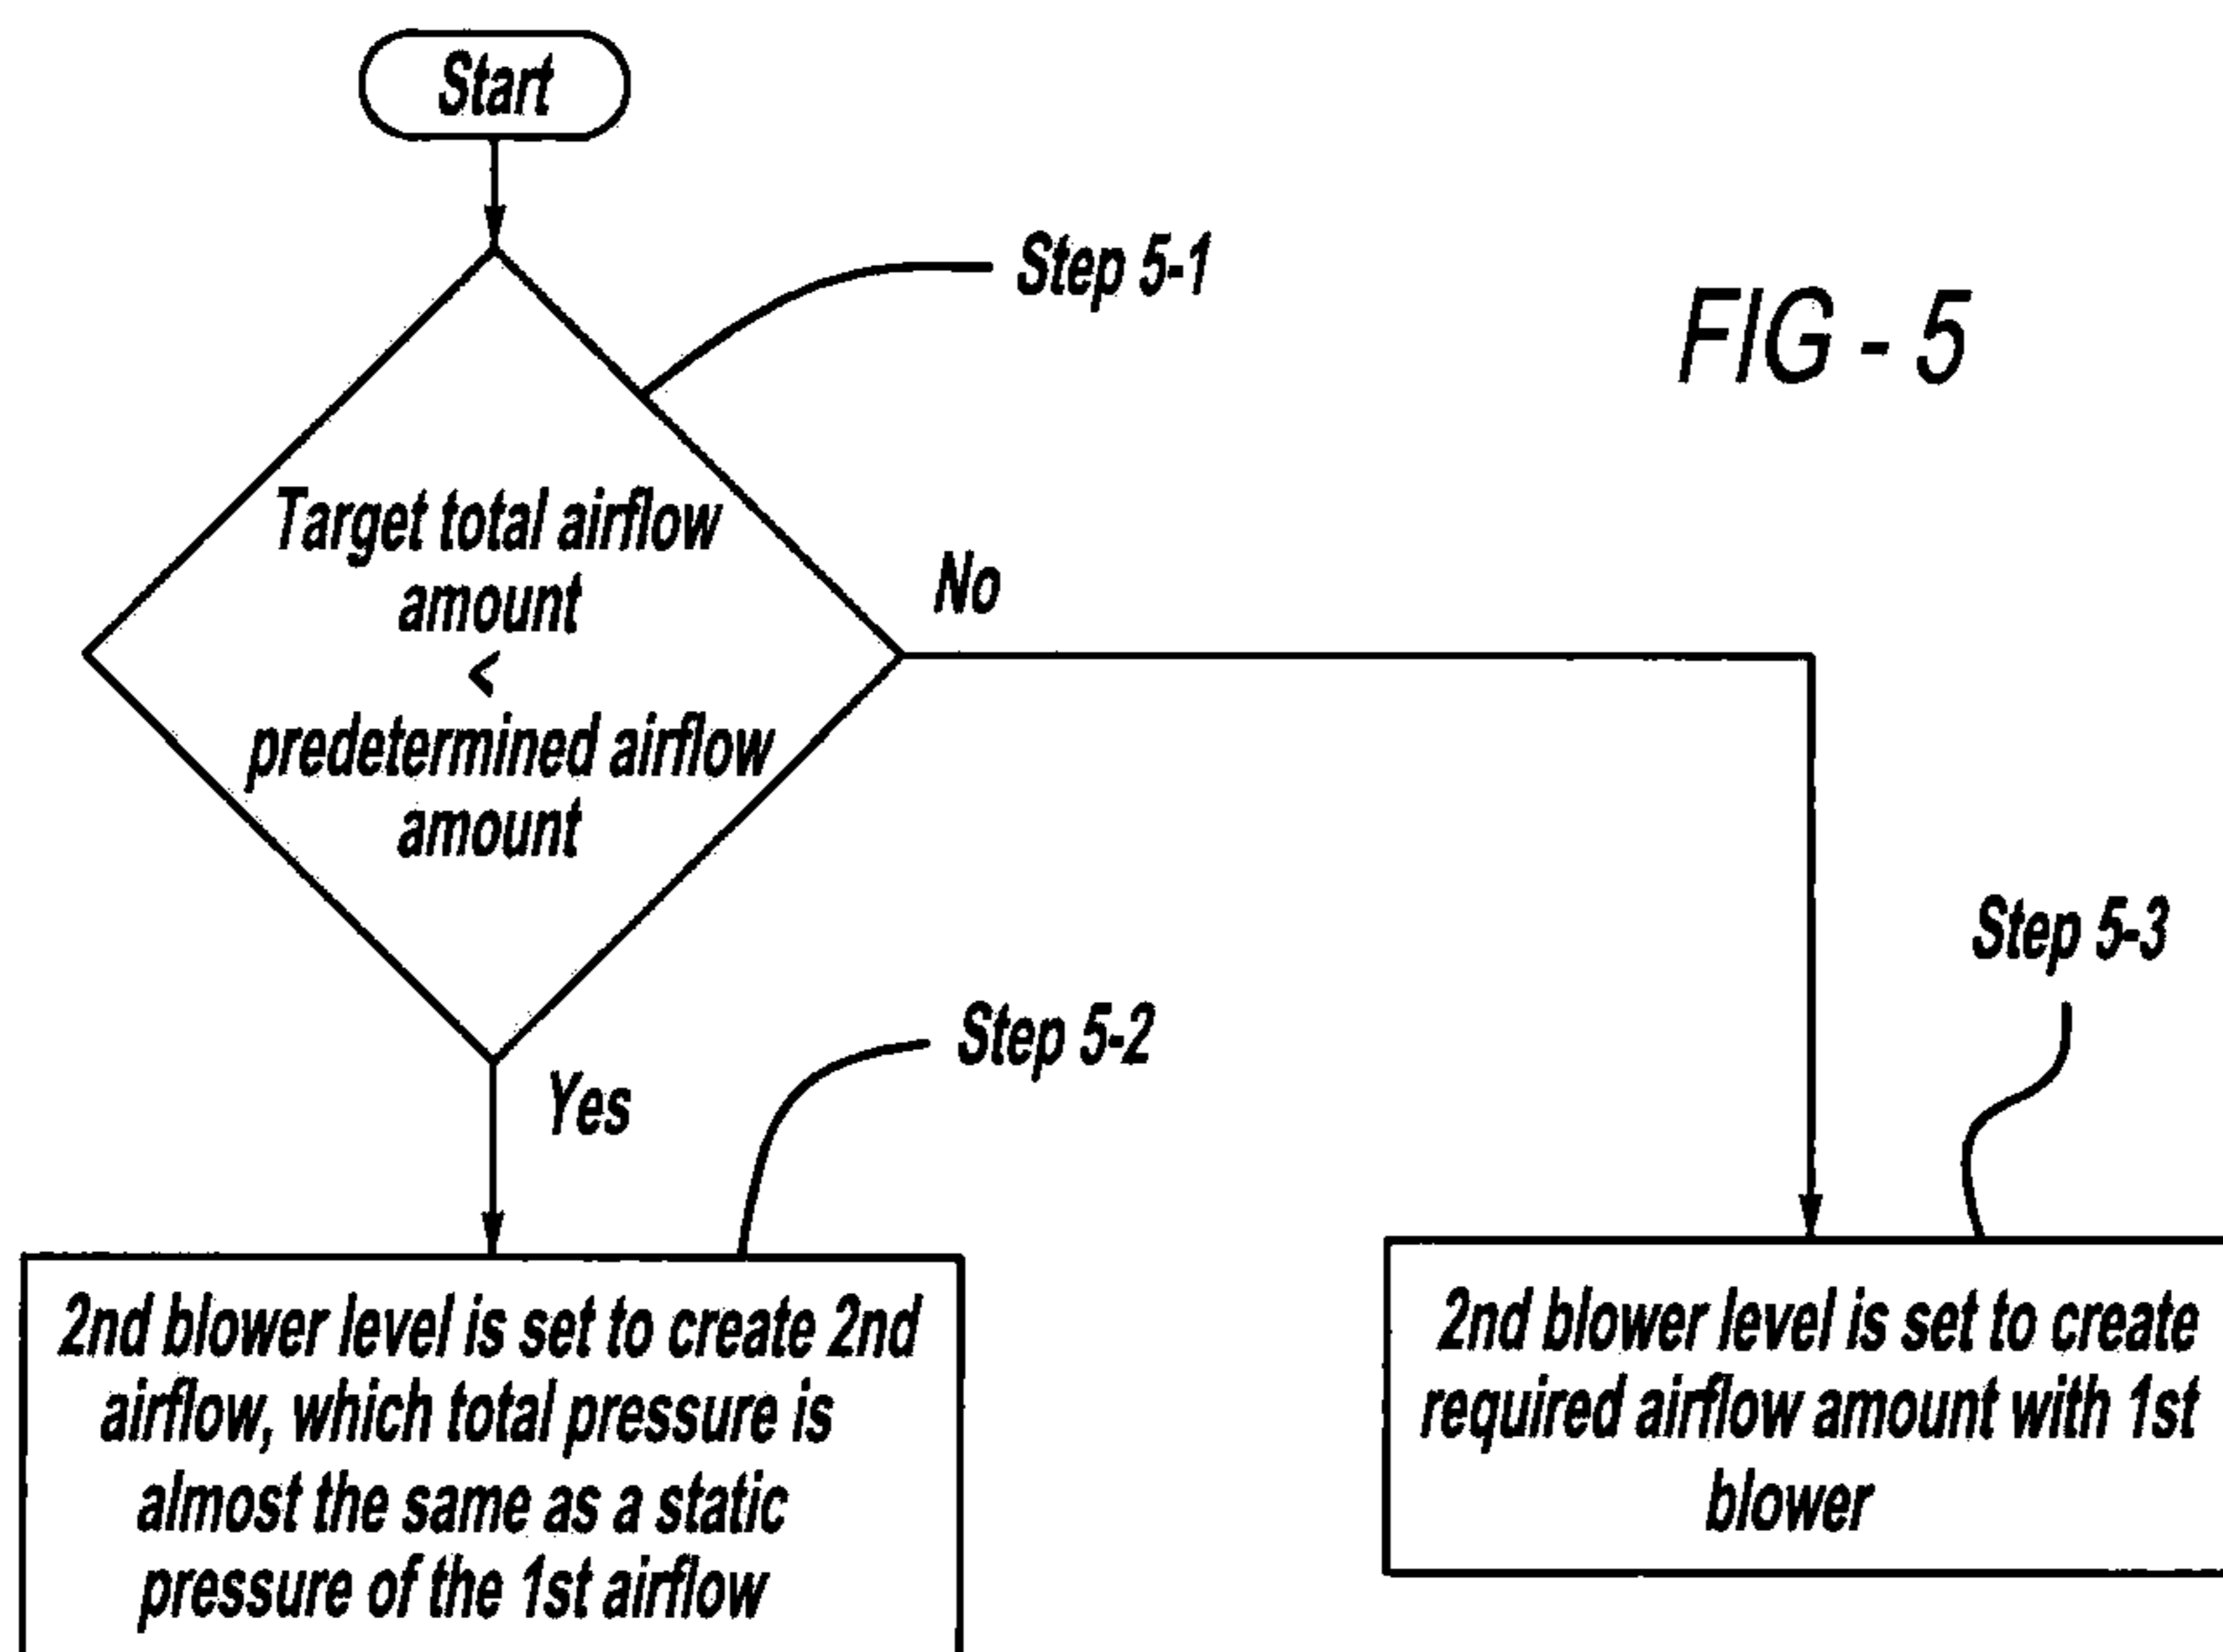 Start
Step 5-1
FIG - 5
Target total airflow
amount
<
predetermined airflow
amount
No
Yes
Step 5-2
Step 5-3
2nd blower level is set to create 2nd
airflow, which total pressure is
almost the same as a static
pressure of the 1st airflow
2nd blower level is set to create
required airflow amount with 1st
blower